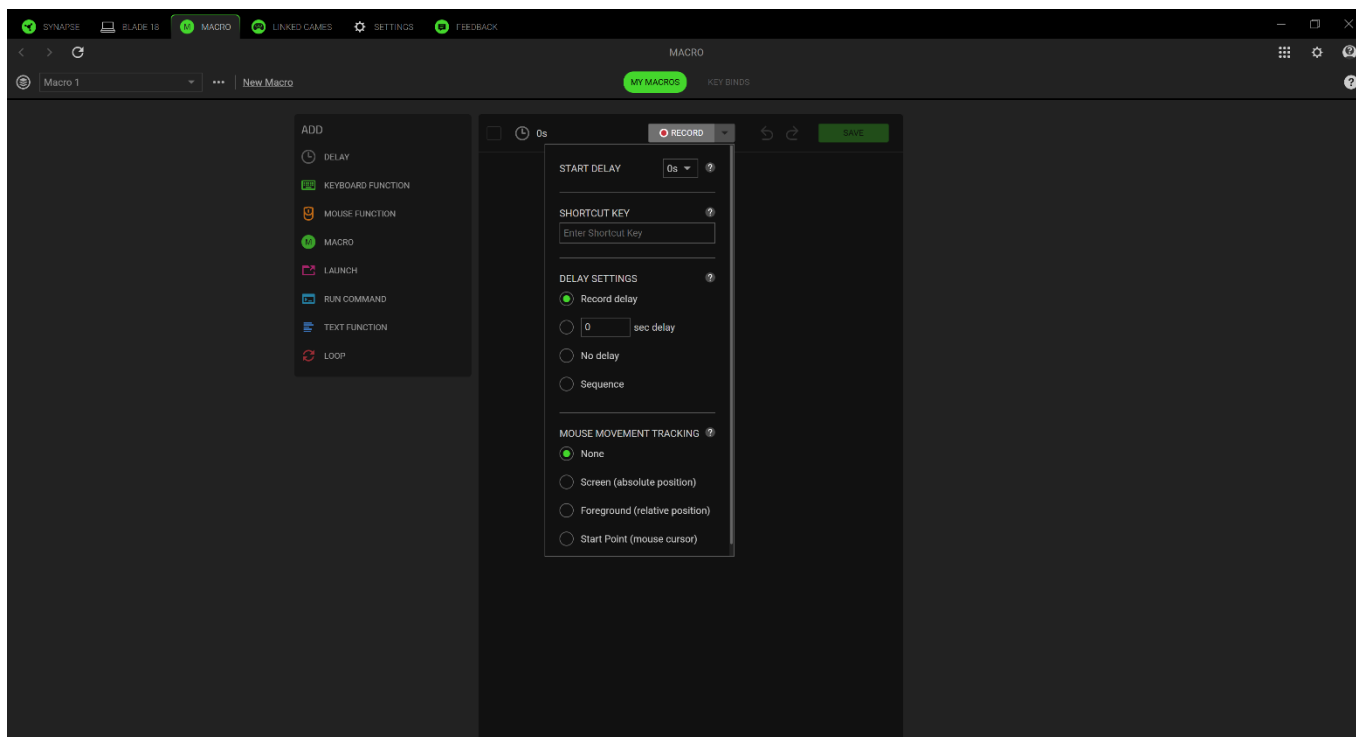 SYNAPSE BLADE 18 MACRO LINKED GAMES SETTINGS FEEDBACK
MACRO
Macro 1 New Macro MY MACROS KEY BINDS
ADD
DELAY
KEYBOARD FUNCTION
MOUSE FUNCTION
MACRO
LAUNCH
RUN COMMAND
TEXT FUNCTION
LOOP
0s RECORD SAVE
START DELAY 0s
SHORTCUT KEY
Enter Shortcut Key
DELAY SETTINGS
Record delay
0 sec delay
No delay
Sequence
MOUSE MOVEMENT TRACKING
None
Screen (absolute position)
Foreground (relative position)
Start Point (mouse cursor)